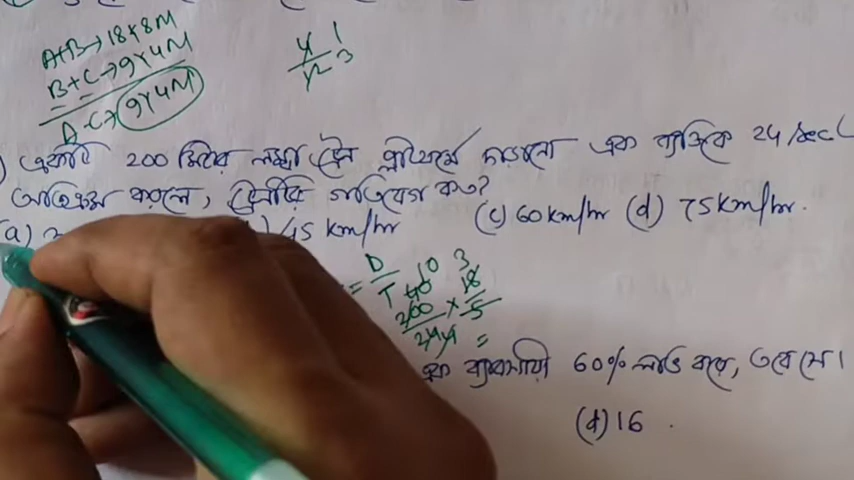 A+B→18×8M
B+C→9×4M
A-C→9×4M
4 1
12 3
একটি 200 মিটার লম্বা ট্রেন প্লাটফর্মে দাড়ানো এক ব্যক্তিকে 24 sec
অতিক্রম করলে, ট্রেনটির গতিবেগ কত?
(a) 45 km/hr (c) 60 km/hr (d) 75 km/hr.
= D/T
200/24 × 18/5 =
এক ব্যবসায়ী 60% লাভ করে, তবে সে
(d) 16